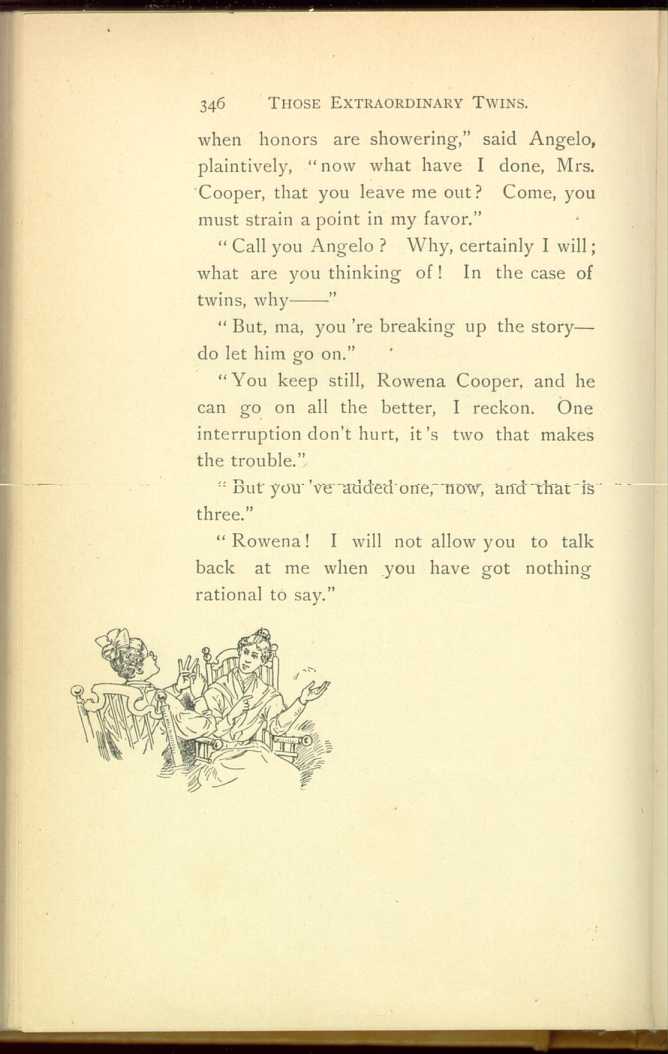 346 THOSE EXTRAORDINARY TWINS.
when honors are showering,” said Angelo,
plaintively, “now what have I done, Mrs.
Cooper, that you leave me out? Come, you
must strain a point in my favor.”
“Call you Angelo? Why, certainly I will;
what are you thinking of! In the case of
twins, why——”
“But, ma, you 're breaking up the story—
do let him go on.”
“You keep still, Rowena Cooper, and he
can go on all the better, I reckon. One
interruption don't hurt, it 's two that makes
the trouble.”
“But you 've added one, now, and that is
three.”
“Rowena! I will not allow you to talk
back at me when you have got nothing
rational to say.”